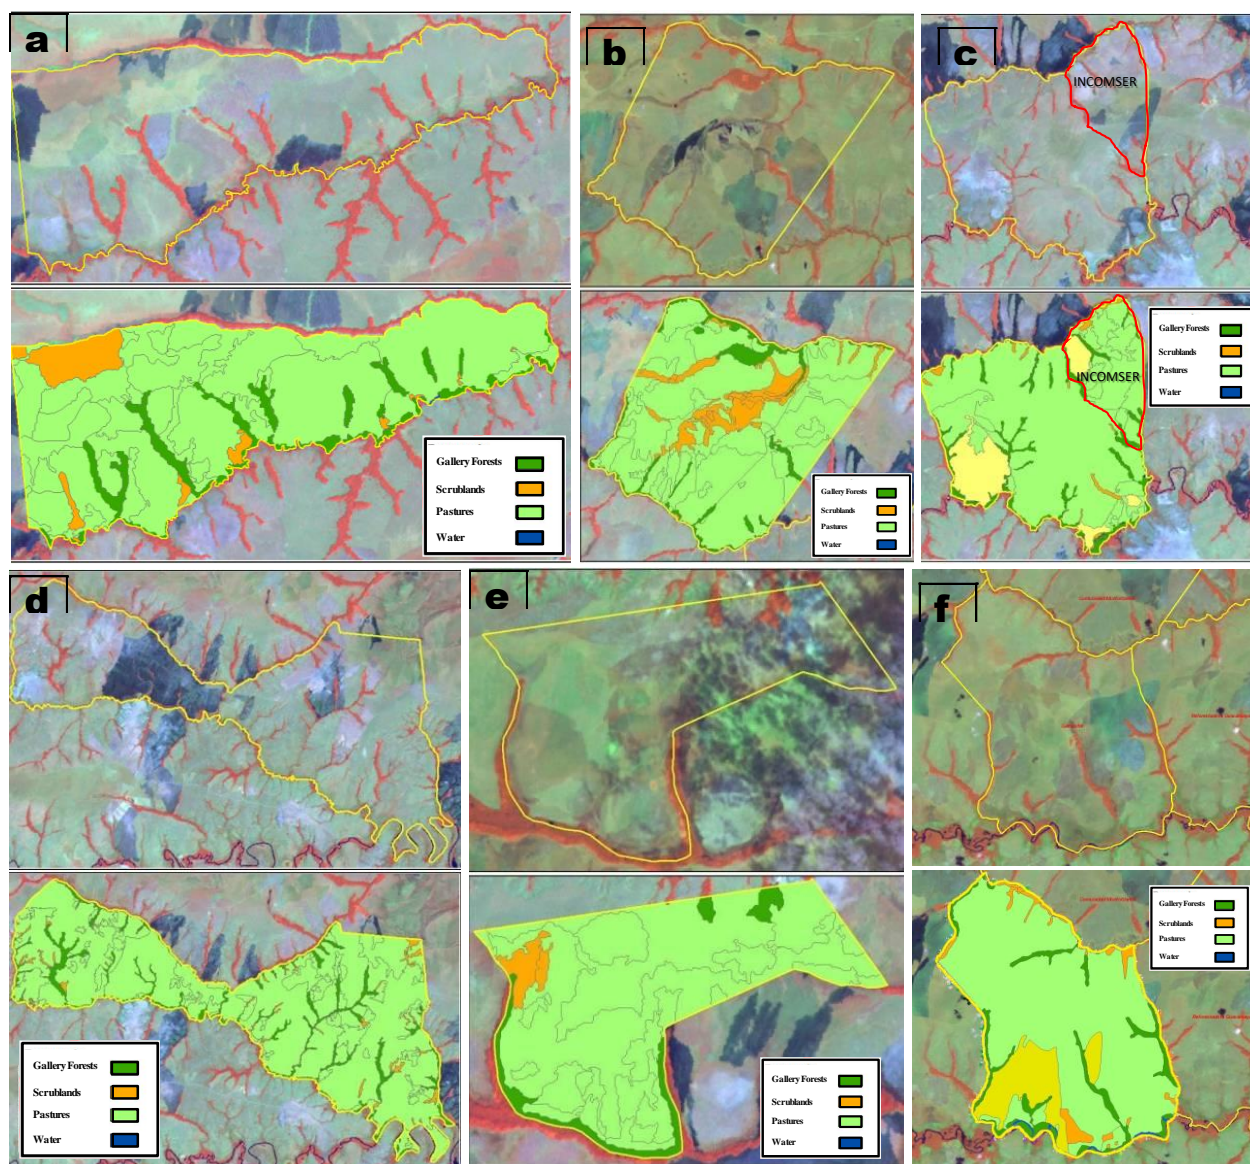 a
b
c
INCOMSER
Gallery Forests
Scrublands
Pastures
Water
Gallery Forests
Scrublands
Pastures
Water
Gallery Forests
Scrublands
Pastures
Water
INCOMSER
d
e
f
Gallery Forests
Scrublands
Pastures
Water
Gallery Forests
Scrublands
Pastures
Water
Gallery Forests
Scrublands
Pastures
Water